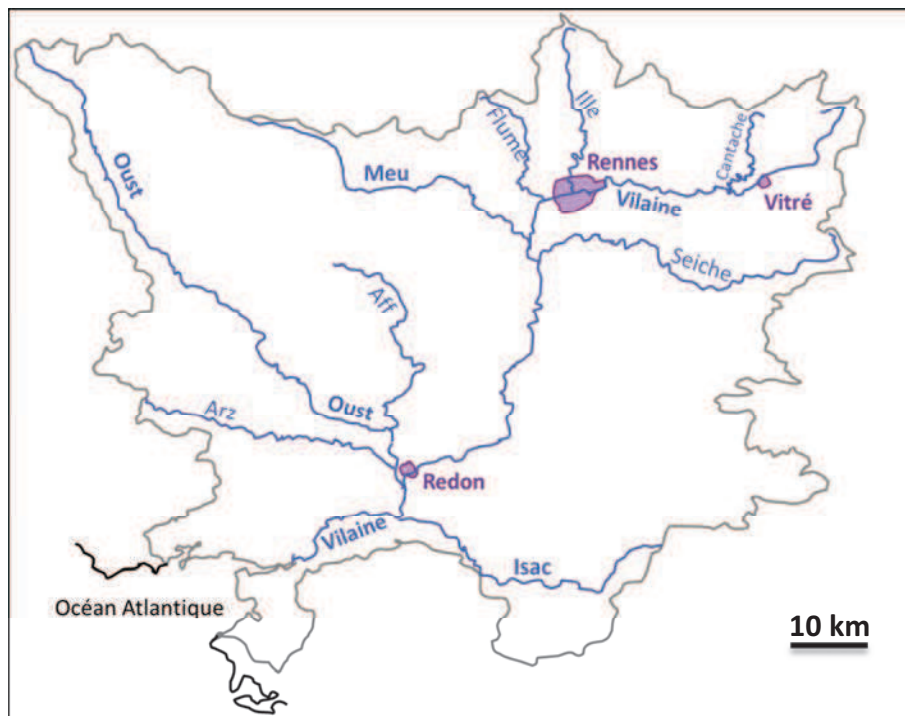 Ille
Flume
Cantache
Rennes
Oust
Meu
Vilaine
Vitré
Seiche
Aff
Arz
Oust
Redon
Vilaine
Isac
Océan Atlantique
10 km